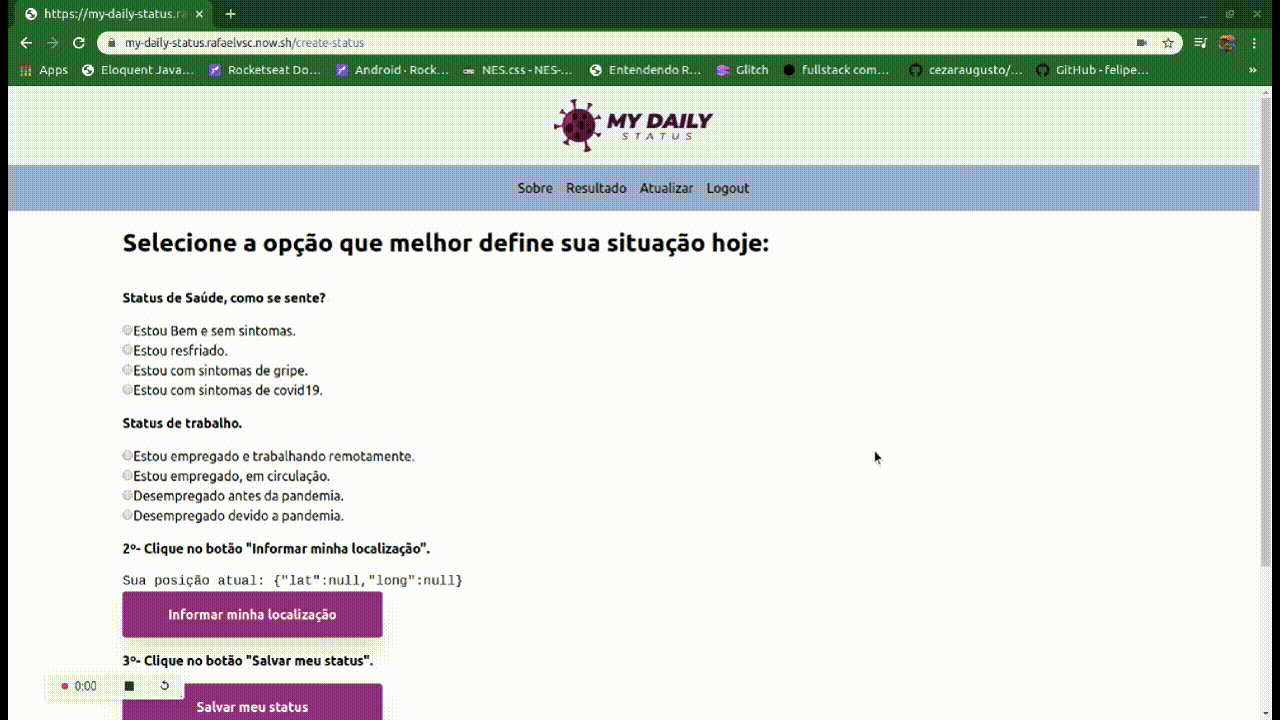 https://my-daily-status.ra
my-daily-status.rafaelvsc.now.sh/create-status
Apps Eloquent Java... Rocketseat Do... Android · Rock... NES.css - NES-... Entendendo R... Glitch fullstack com... cezaraugusto/... GitHub - felipe... »
MY DAILY
STATUS
Sobre Resultado Atualizar Logout
Selecione a opção que melhor define sua situação hoje:
Status de Saúde, como se sente?
Estou Bem e sem sintomas.
Estou resfriado.
Estou com sintomas de gripe.
Estou com sintomas de covid19.
Status de trabalho.
Estou empregado e trabalhando remotamente.
Estou empregado, em circulação.
Desempregado antes da pandemia.
Desempregado devido a pandemia.
2º- Clique no botão "Informar minha localização".
Sua posição atual: {"lat":null,"long":null}
Informar minha localização
3º- Clique no botão "Salvar meu status".
0:00
Salvar meu status